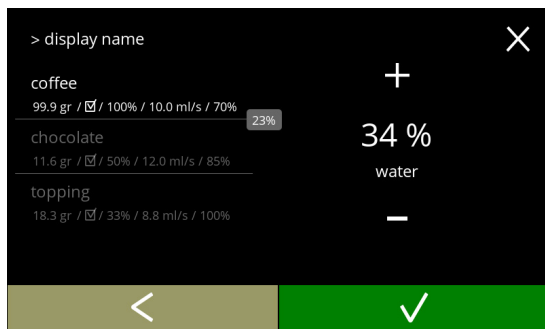 > display name
coffee
99.9 gr / ☑ / 100% / 10.0 ml/s / 70%
23%
chocolate
11.6 gr / ☑ / 50% / 12.0 ml/s / 85%
topping
18.3 gr / ☑ / 33% / 8.8 ml/s / 100%
34 %
water